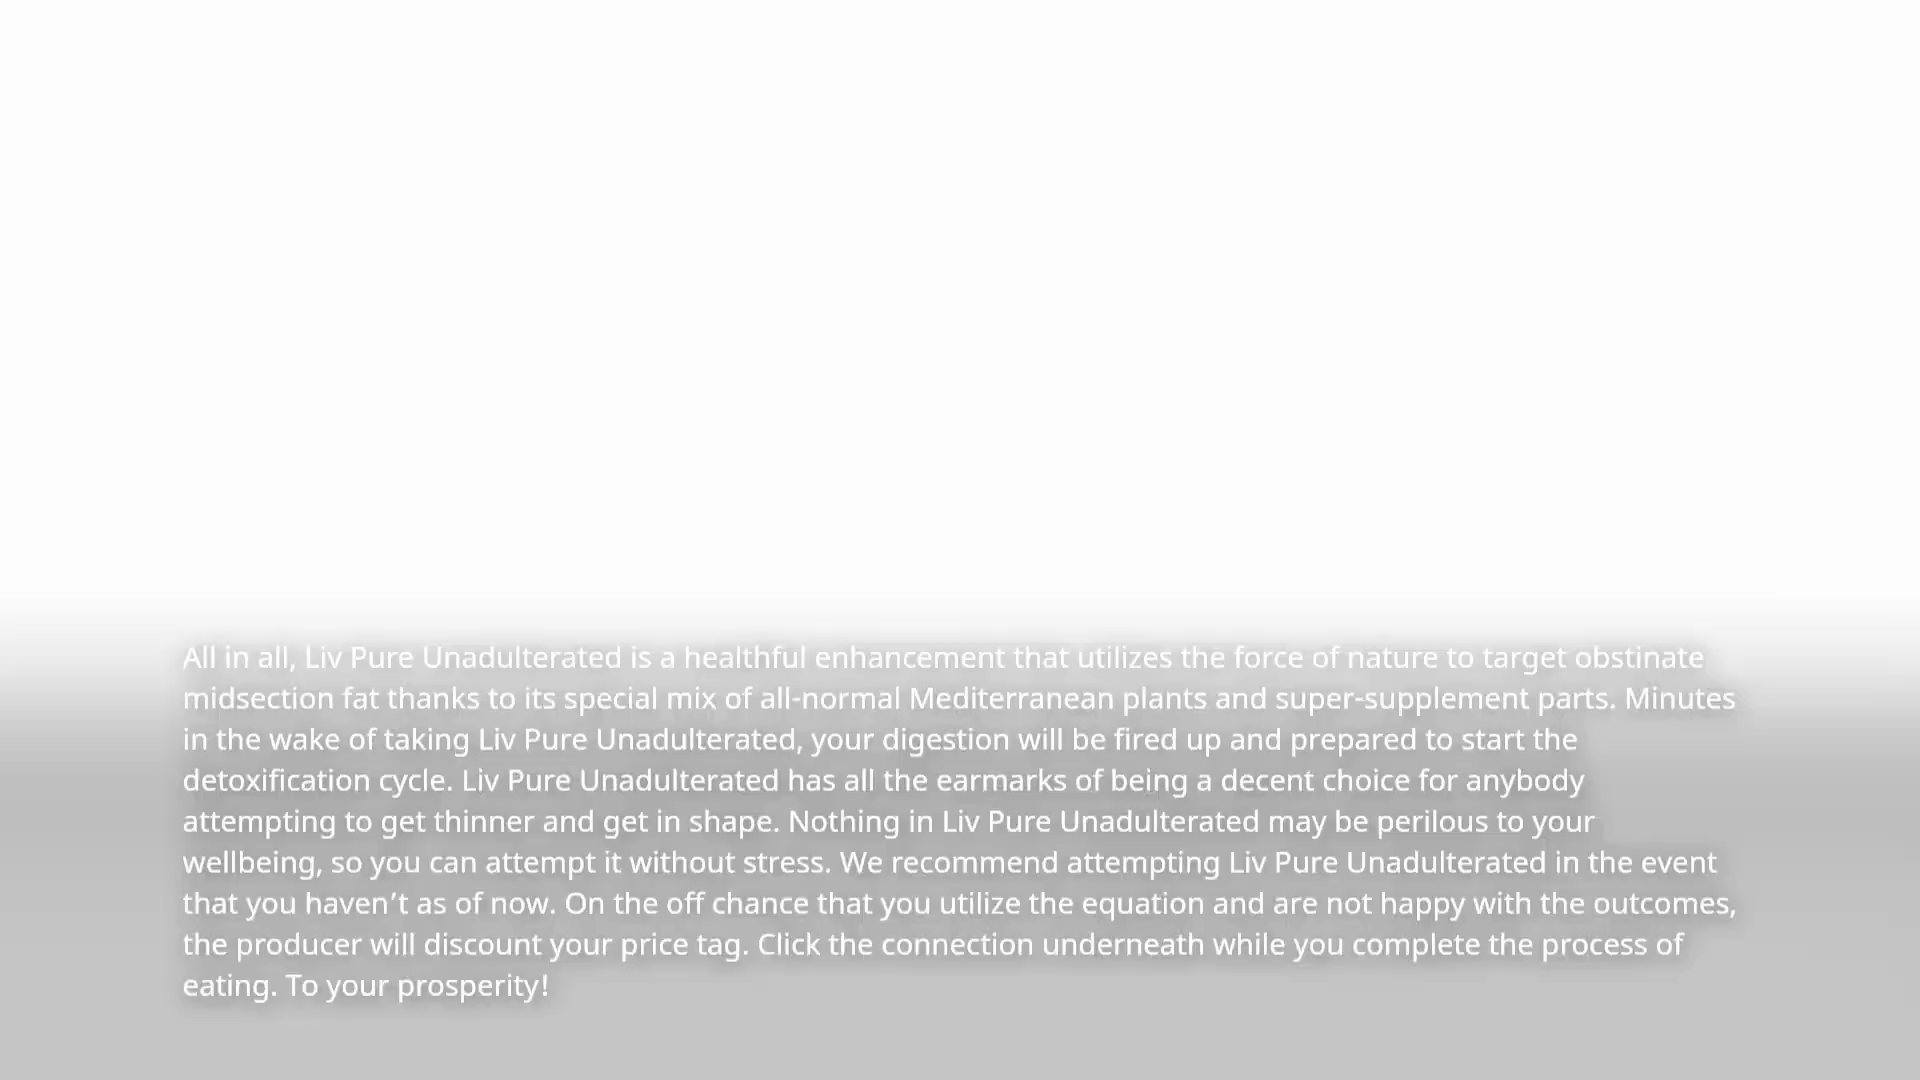 All in all, Liv Pure Unadulterated is a healthful enhancement that utilizes the force of nature to target obstinate
midsection fat thanks to its special mix of all-normal Mediterranean plants and super-supplement parts. Minutes
in the wake of taking Liv Pure Unadulterated, your digestion will be fired up and prepared to start the
detoxification cycle. Liv Pure Unadulterated has all the earmarks of being a decent choice for anybody
attempting to get thinner and get in shape. Nothing in Liv Pure Unadulterated may be perilous to your
wellbeing, so you can attempt it without stress. We recommend attempting Liv Pure Unadulterated in the event
that you haven’t as of now. On the off chance that you utilize the equation and are not happy with the outcomes,
the producer will discount your price tag. Click the connection underneath while you complete the process of
eating. To your prosperity!